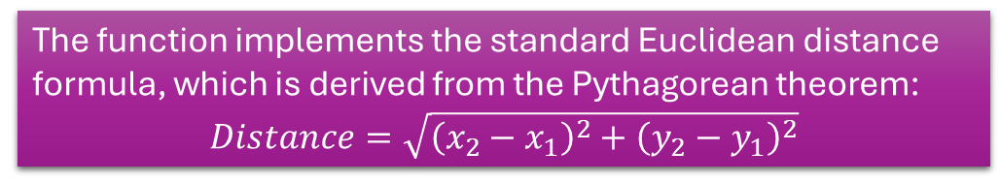 The function implements the standard Euclidean distance
formula, which is derived from the Pythagorean theorem:
Distance = √(x₂ − x₁)² + (y₂ − y₁)²